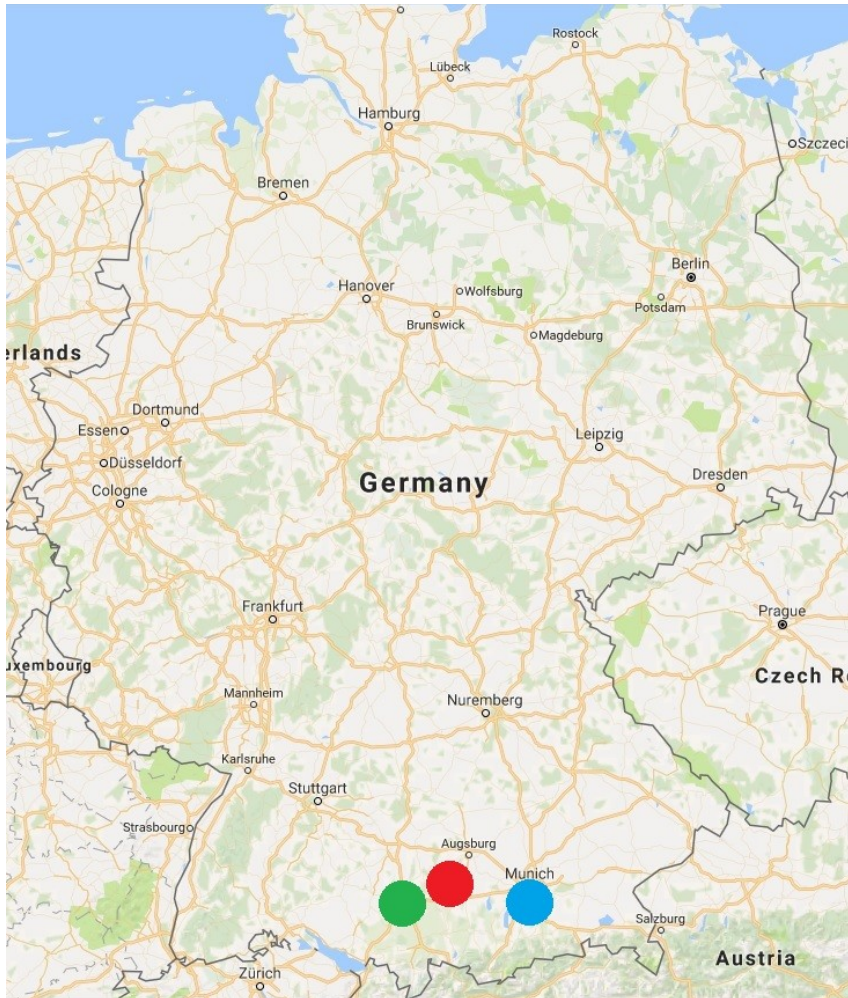 Rostock
Lübeck
Hamburg
Szczeci
Bremen
Berlin
Hanover
Wolfsburg
Potsdam
Brunswick
Magdeburg
erlands
Dortmund
Essen
Leipzig
Düsseldorf
Dresden
Germany
Cologne
Frankfurt
Prague
uxembourg
Czech Re
Mannheim
Nuremberg
Karlsruhe
Stuttgart
Strasbourg
Augsburg
Munich
Salzburg
Austria
Zürich